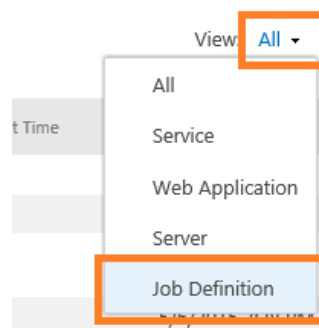 View: All
All
t Time
Service
Web Application
Server
Job Definition